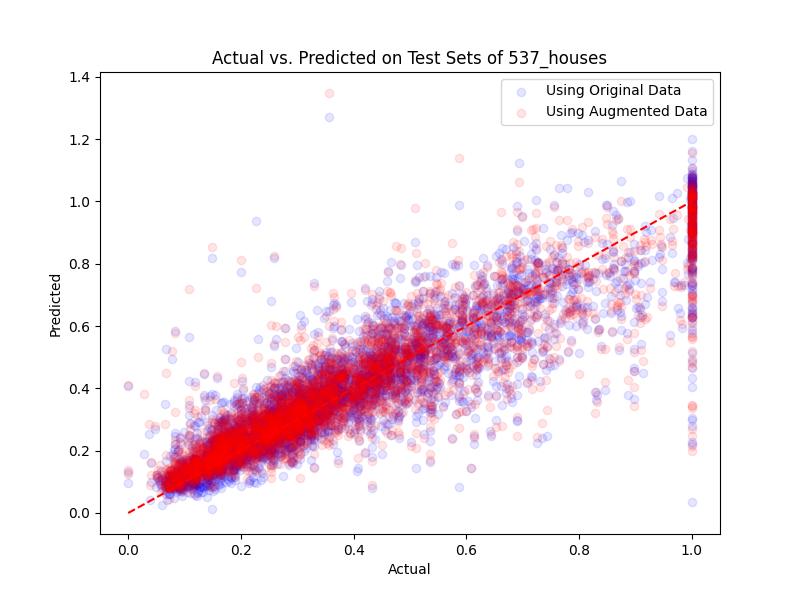 Actual vs. Predicted on Test Sets of 537_houses
Using Original Data
Using Augmented Data
1.4
1.2
1.0
0.8
0.6
0.4
0.2
0.0
Predicted
0.0 0.2 0.4 0.6 0.8 1.0
Actual